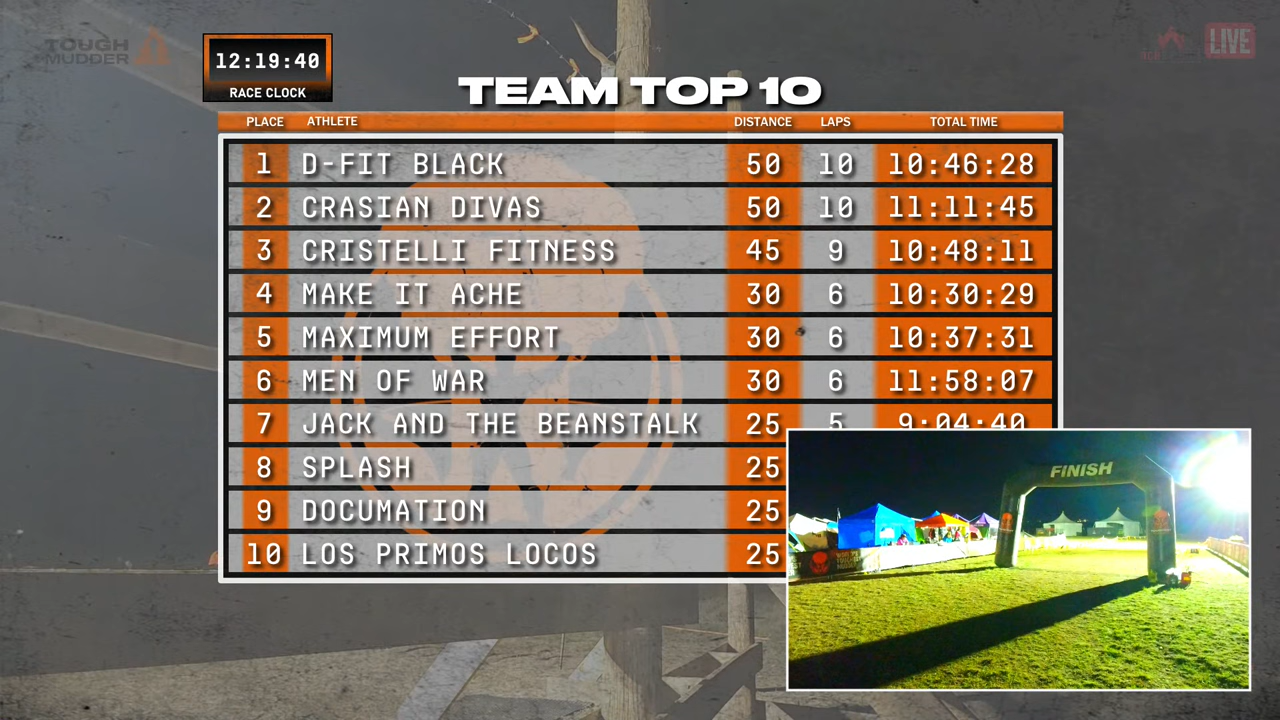 TOUGH
MUDDER
12:19:40
RACE CLOCK
LIVE
TEAM TOP 10
PLACE ATHLETE DISTANCE LAPS TOTAL TIME
1 D-FIT BLACK 50 10 10:46:28
2 CRASIAN DIVAS 50 10 11:11:45
3 CRISTELLI FITNESS 45 9 10:48:11
4 MAKE IT ACHE 30 6 10:30:29
5 MAXIMUM EFFORT 30 6 10:37:31
6 MEN OF WAR 30 6 11:58:07
7 JACK AND THE BEANSTALK 25 5 9:04:40
8 SPLASH 25
9 DOCUMATION 25
10 LOS PRIMOS LOCOS 25
FINISH